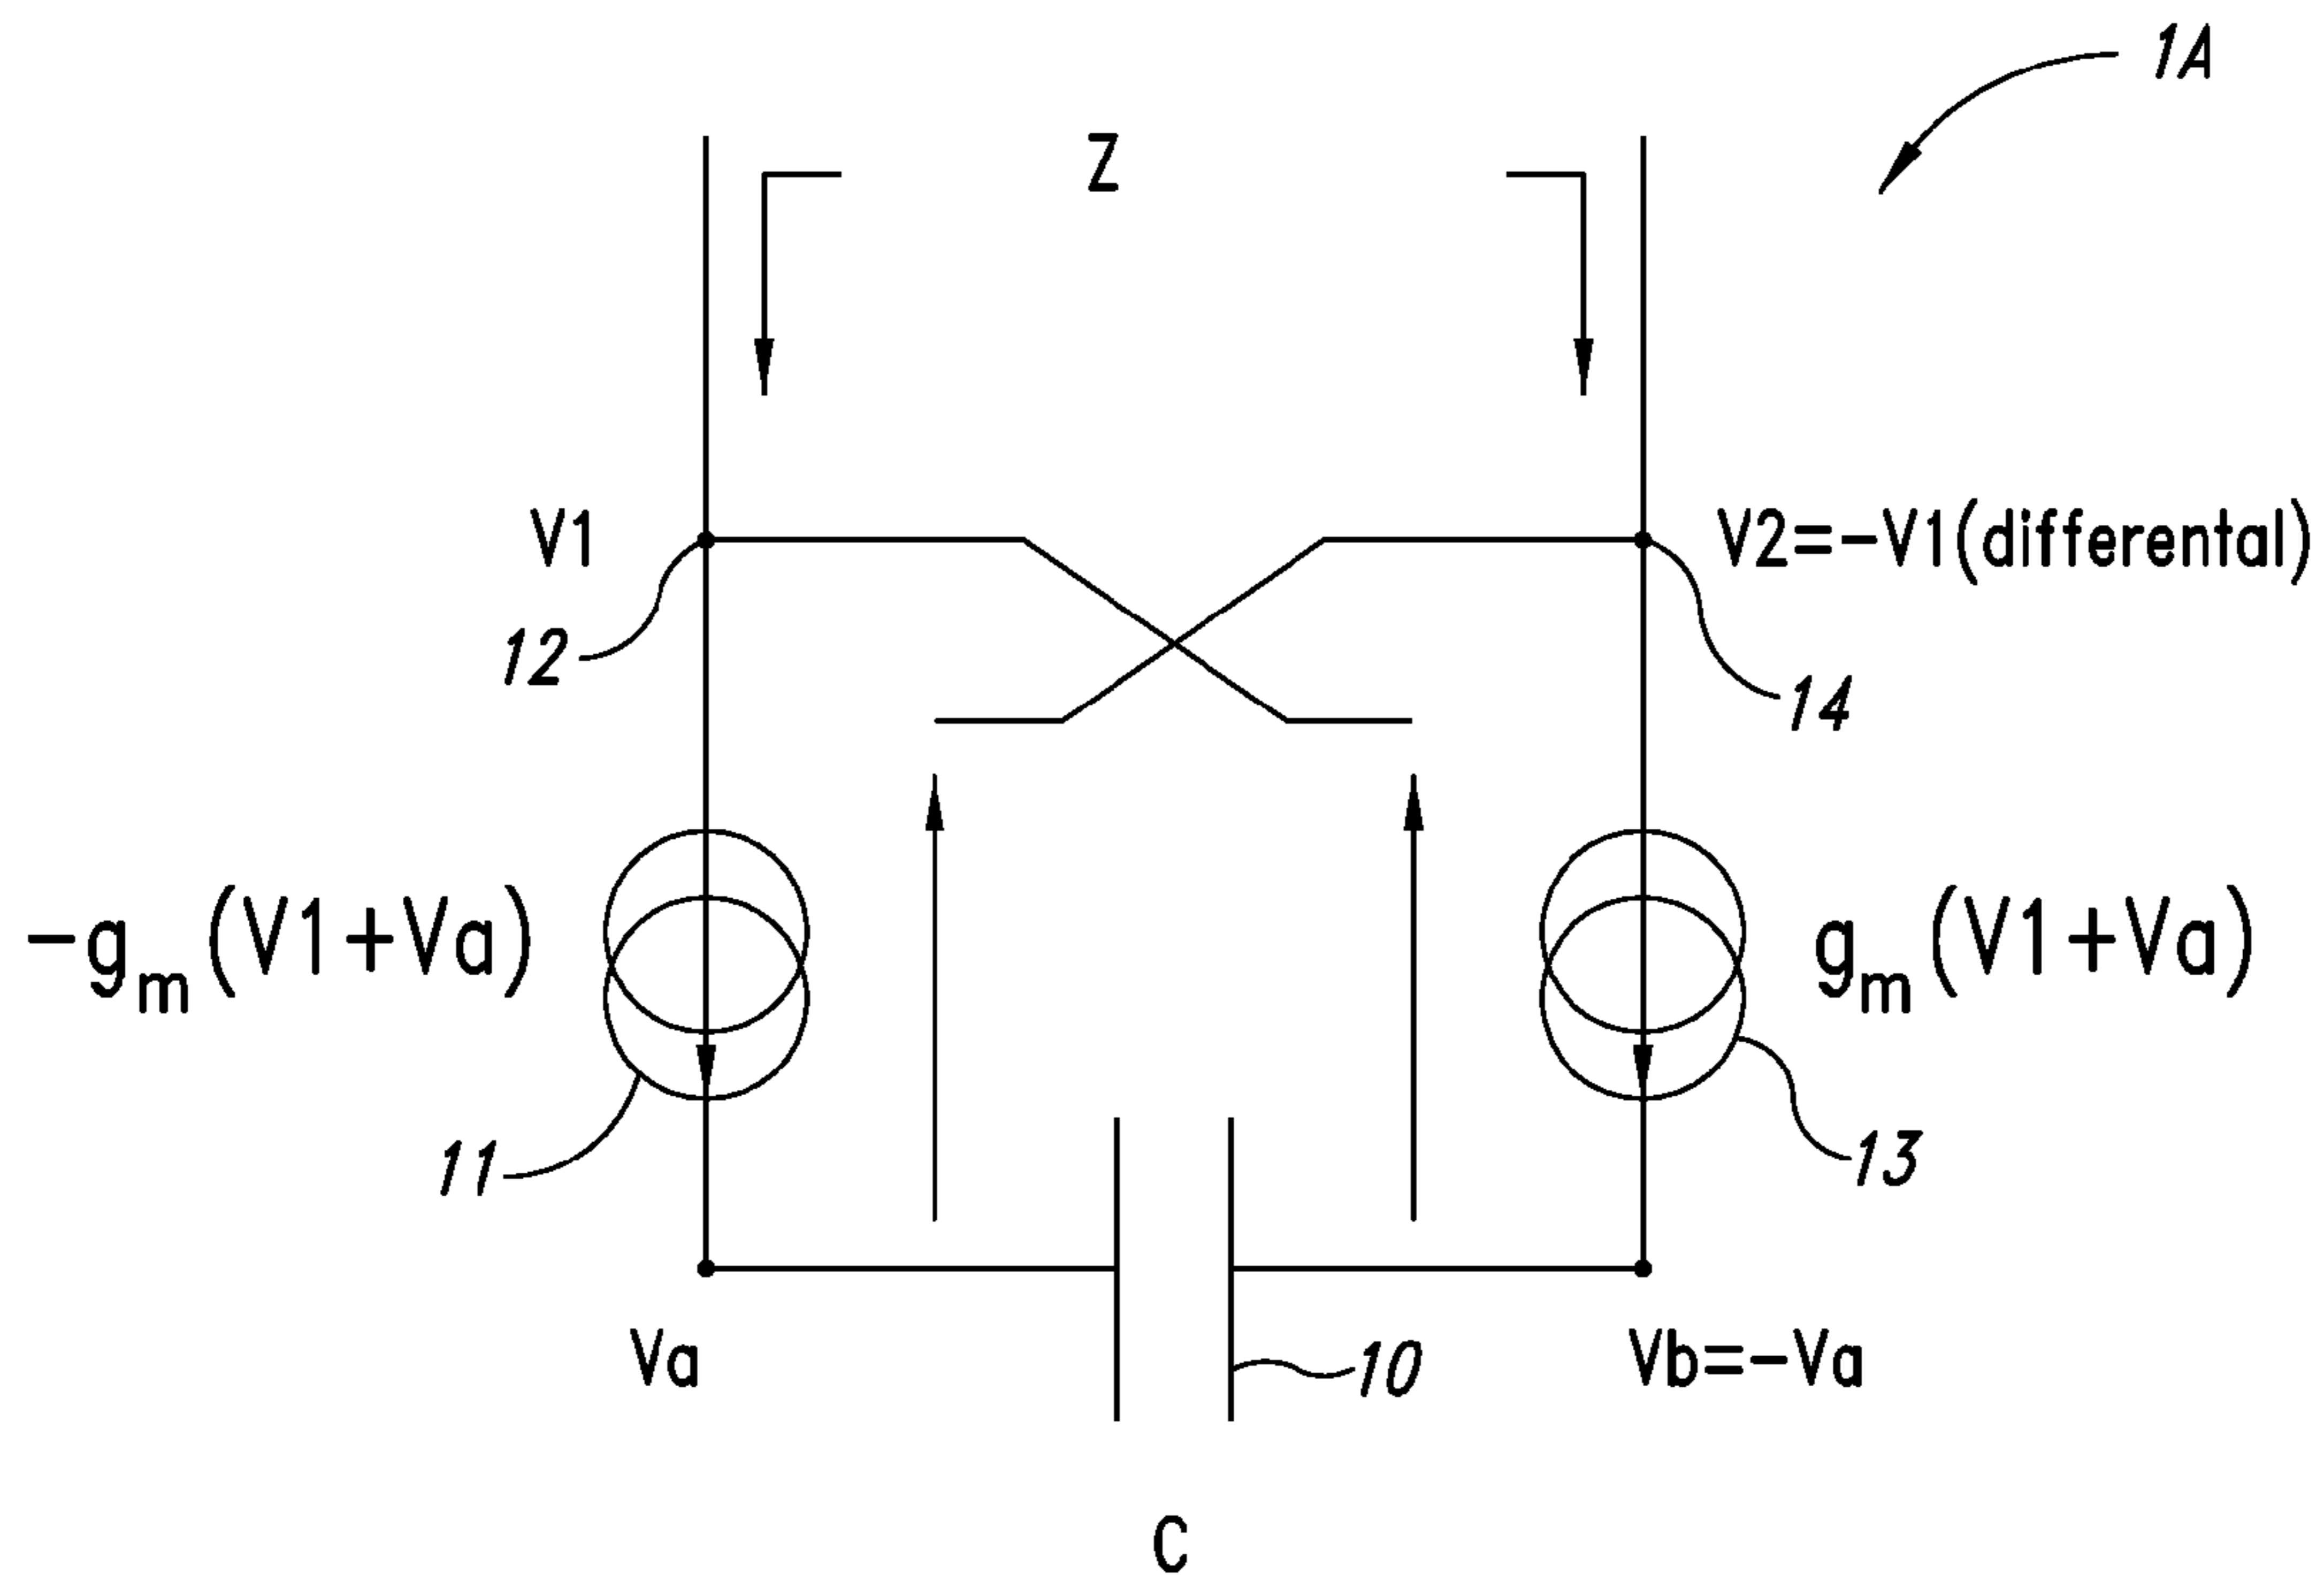 1A
Z
V1
V2=-V1(differental)
12
14
-gm(V1+Va)
gm(V1+Va)
11
13
Va
10
Vb=-Va
C